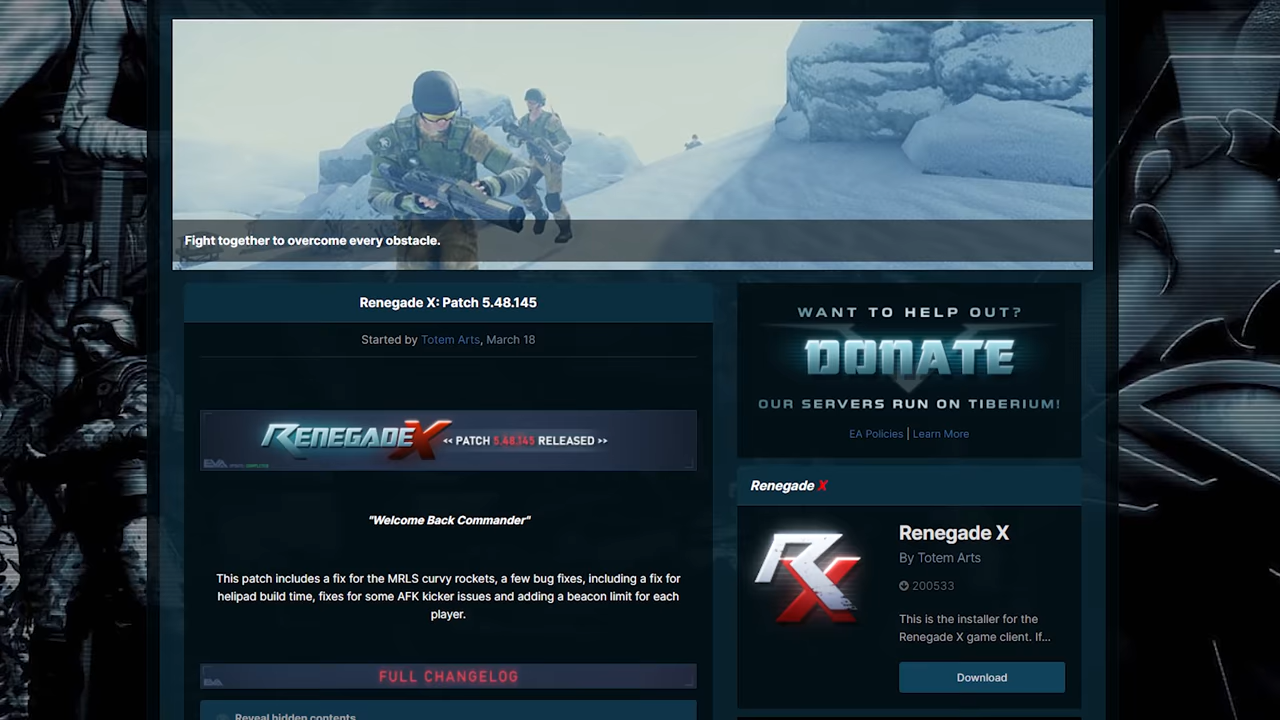 Fight together to overcome every obstacle.
Renegade X: Patch 5.48.145
Started by Totem Arts, March 18
RENEGADE X << PATCH 5.48.145 RELEASED >>
EVA
"Welcome Back Commander"
This patch includes a fix for the MRLS curvy rockets, a few bug fixes, including a fix for
helipad build time, fixes for some AFK kicker issues and adding a beacon limit for each
player.
FULL CHANGELOG
EVA
Reveal hidden contents
WANT TO HELP OUT?
DONATE
OUR SERVERS RUN ON TIBERIUM!
EA Policies | Learn More
Renegade X
RX
Renegade X
By Totem Arts
200533
This is the installer for the
Renegade X game client. If...
Download